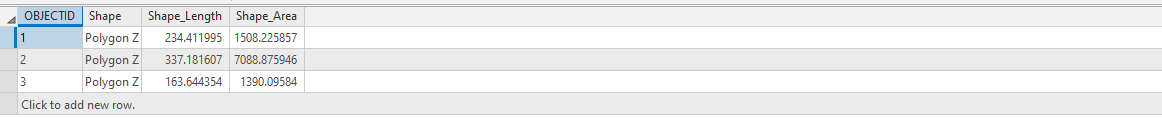 OBJECTID Shape Shape_Length Shape_Area
1 Polygon Z 234.411995 1508.225857
2 Polygon Z 337.181607 7088.875946
3 Polygon Z 163.644354 1390.09584
Click to add new row.